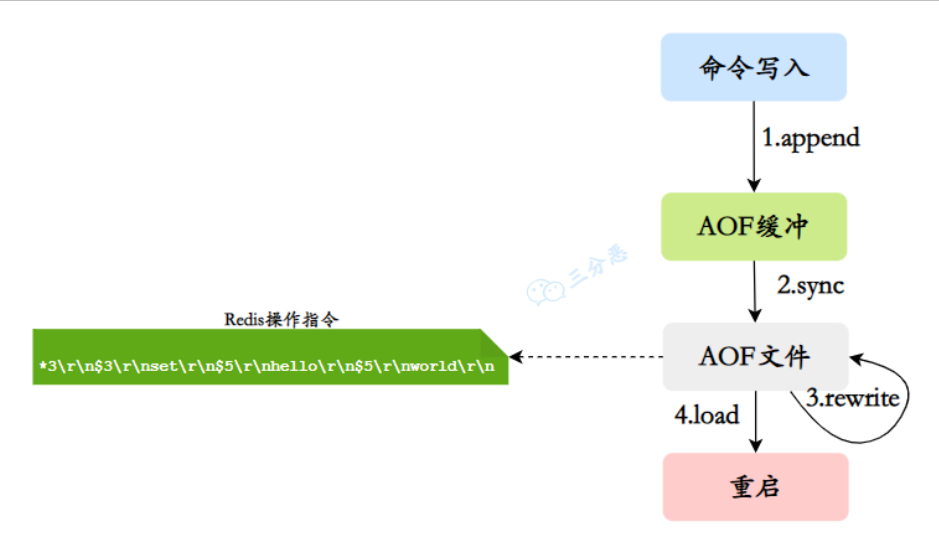 命令写入
1.append
AOF缓冲
三分恶
2.sync
Redis操作指令
*3\r\n$3\r\nset\r\n$5\r\nhello\r\n$5\r\nworld\r\n
AOF文件
3.rewrite
4.load
重启